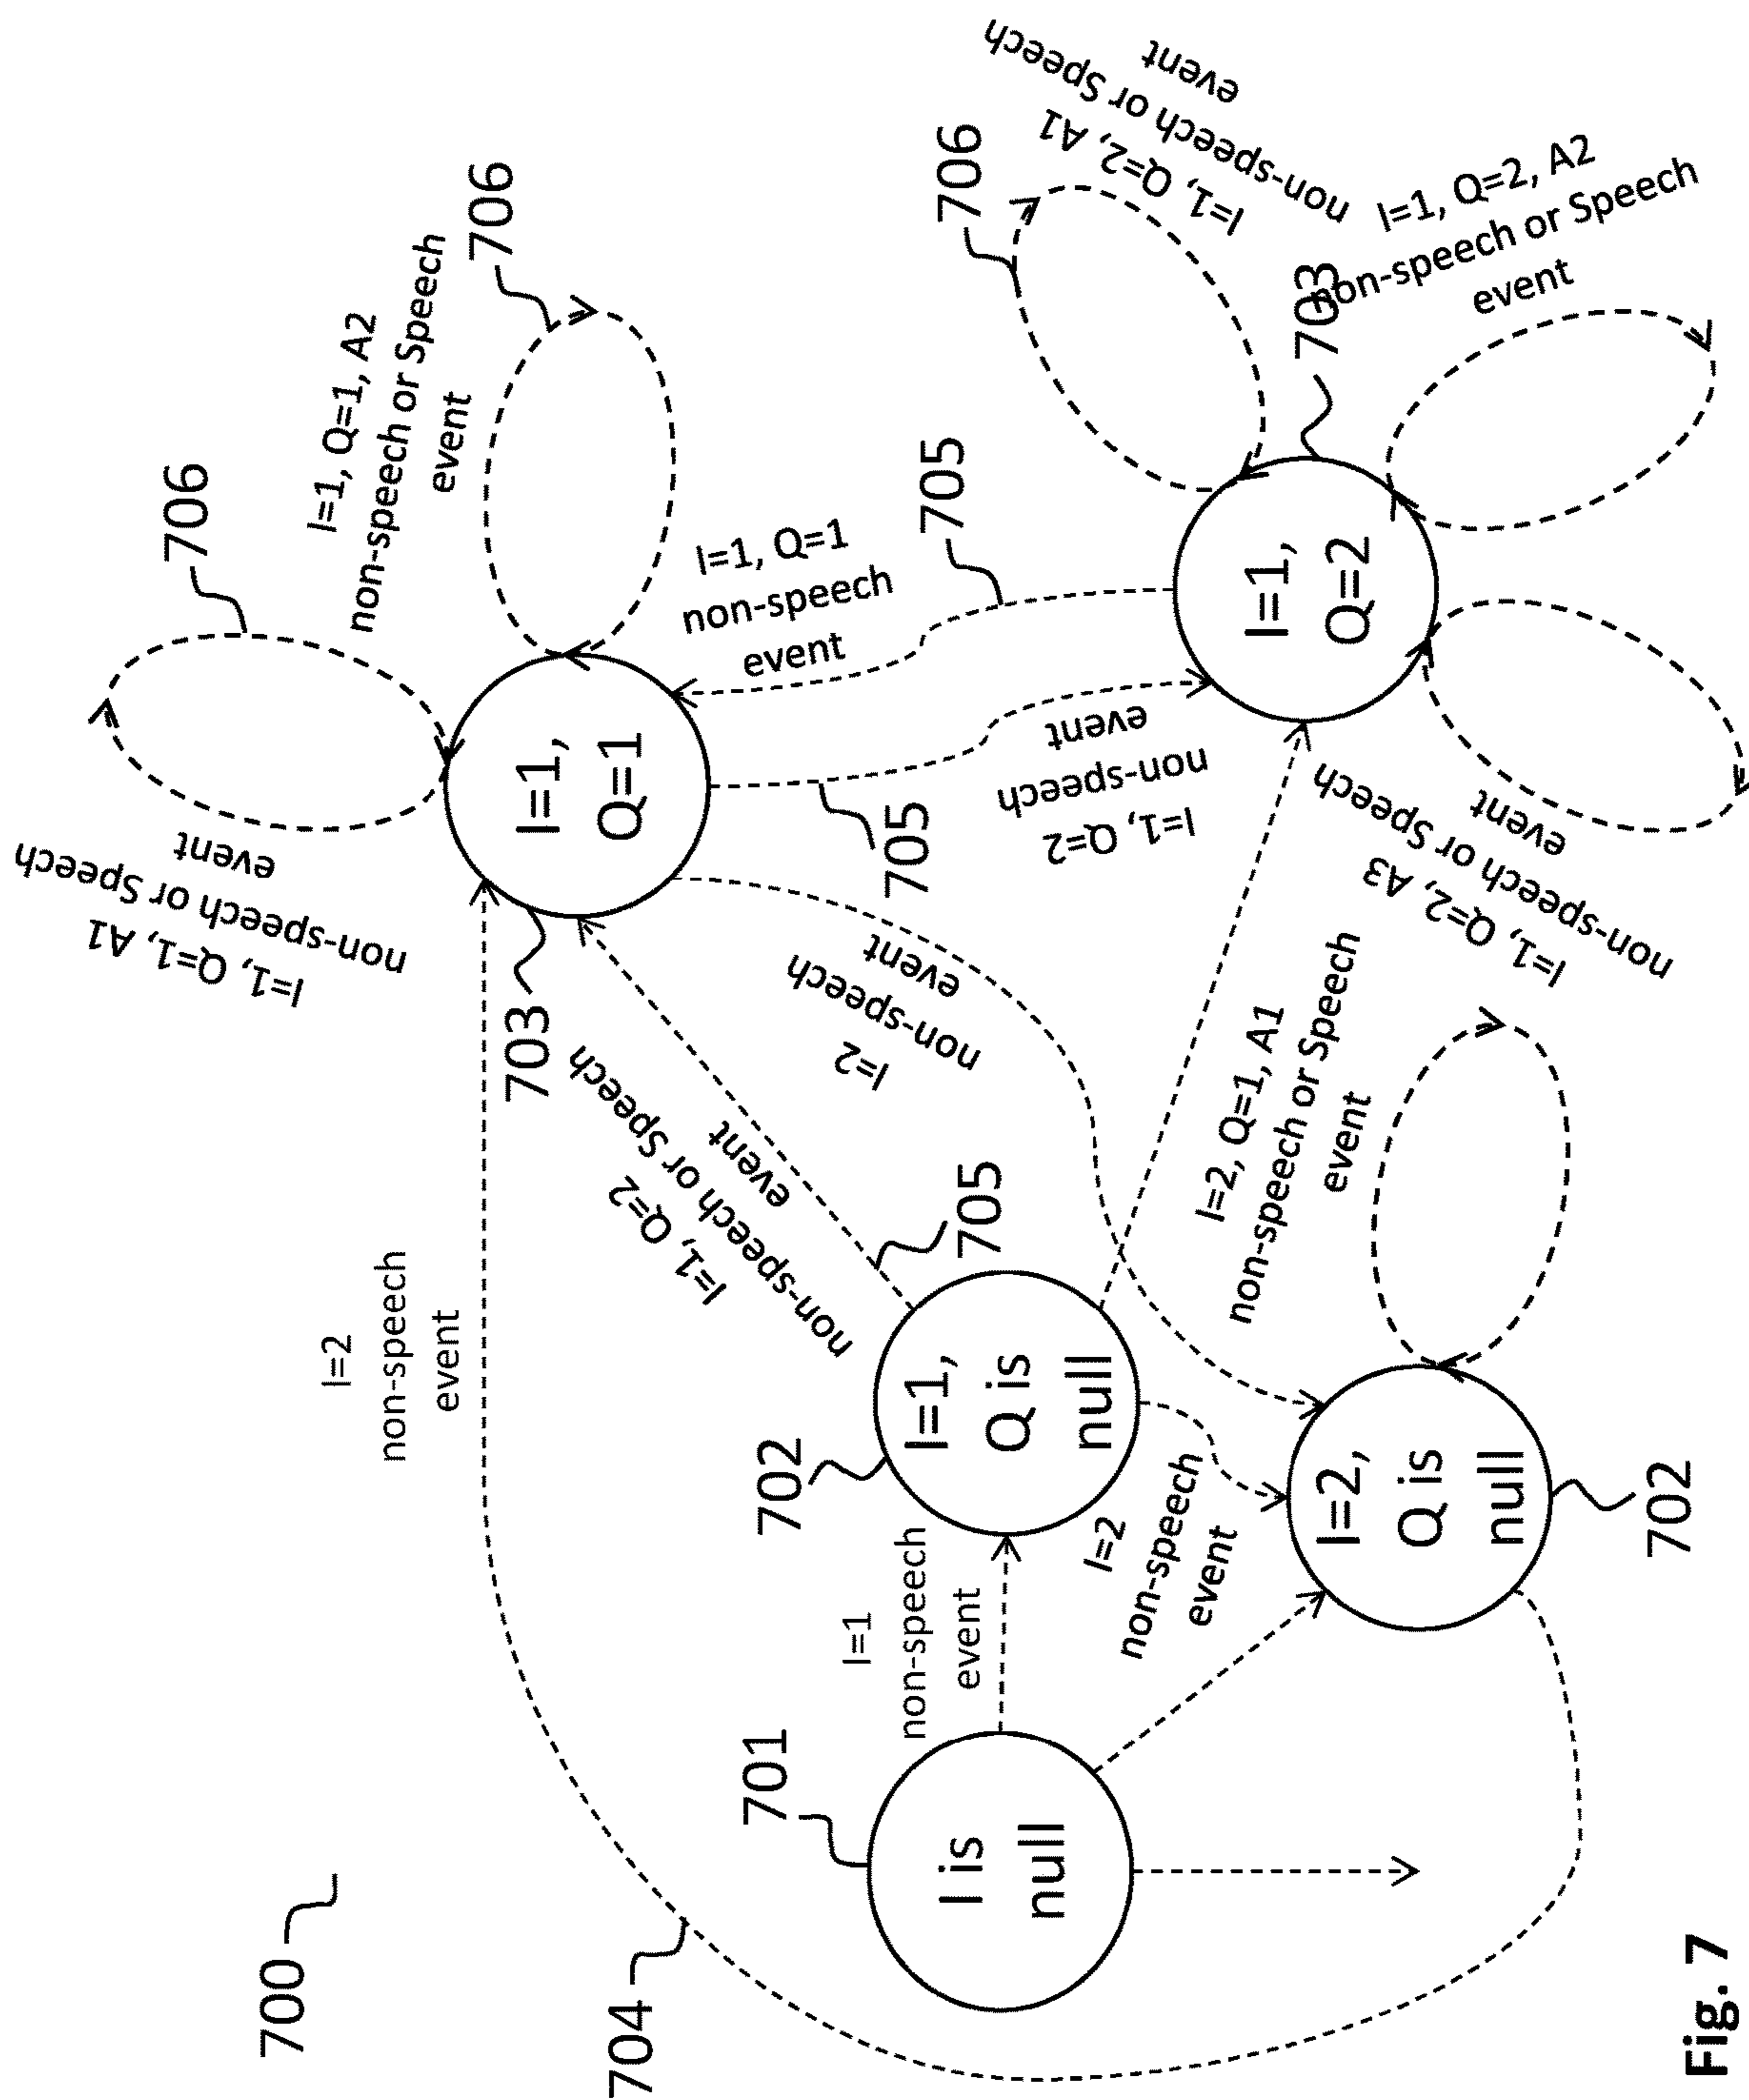 700
704
I=2
non-speech
event
701
I is
null
I=1
non-speech
event
702
I=1,
Q is
null
I=2
non-speech
event
I=2,
Q is
null
702
705
I=1, Q=2
non-speech or Speech
event
703
I=1,
Q=1
I=1, Q=1, A1
non-speech or Speech
event
706
I=1, Q=1, A2
non-speech or Speech
event
706
I=2
non-speech
event
705
I=1, Q=2
non-speech
event
I=1, Q=1
non-speech
event
705
I=2, Q=1, A1
non-speech or Speech
event
I=1,
Q=2
703
706
I=1, Q=2, A1
non-speech or Speech
event
I=1, Q=2, A2
non-speech or Speech
event
I=1, Q=2, A3
non-speech or Speech
event
Fig. 7